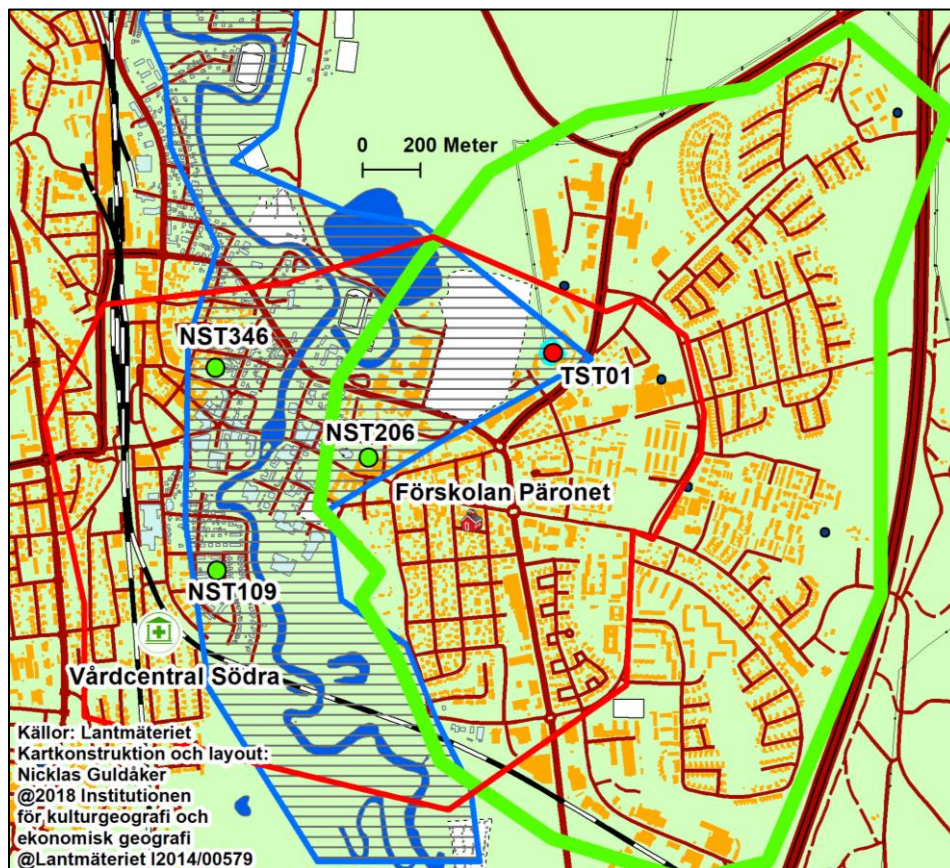 0 200 Meter
NST346
TST01
NST206
Förskolan Päronet
NST109
Vårdcentral Södra
Källor: Lantmäteriet
Kartkonstruktion och layout:
Nicklas Guldåker
@2018 Institutionen
för kulturgeografi och
ekonomisk geografi
@Lantmäteriet I2014/00579